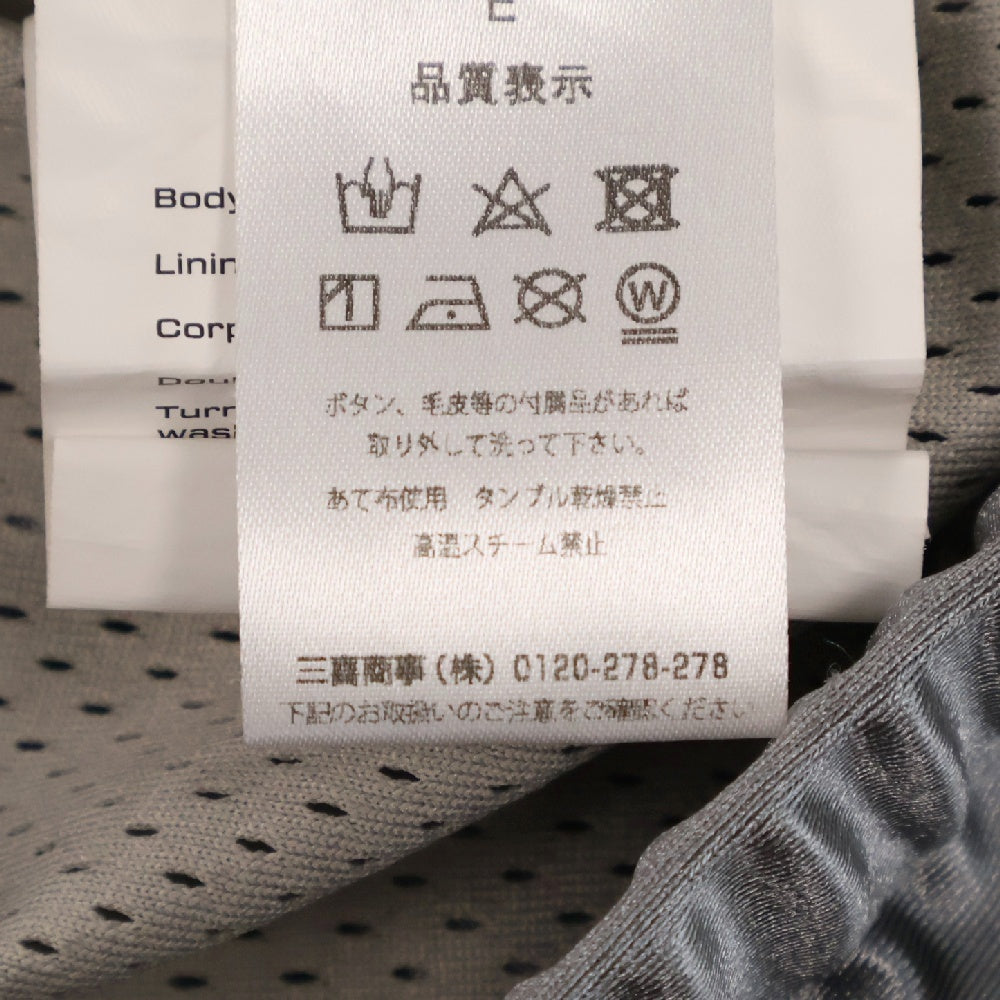 品質表示
Body
Linin
Corp
Turn
wash
W
ボタン、毛皮等の付属品があれば
取り外して洗って下さい。
あて布使用 タンブル乾燥禁止
高温スチーム禁止
三寶商事(株) 0120-278-278
下記のお取扱いのご注意をご確認ください